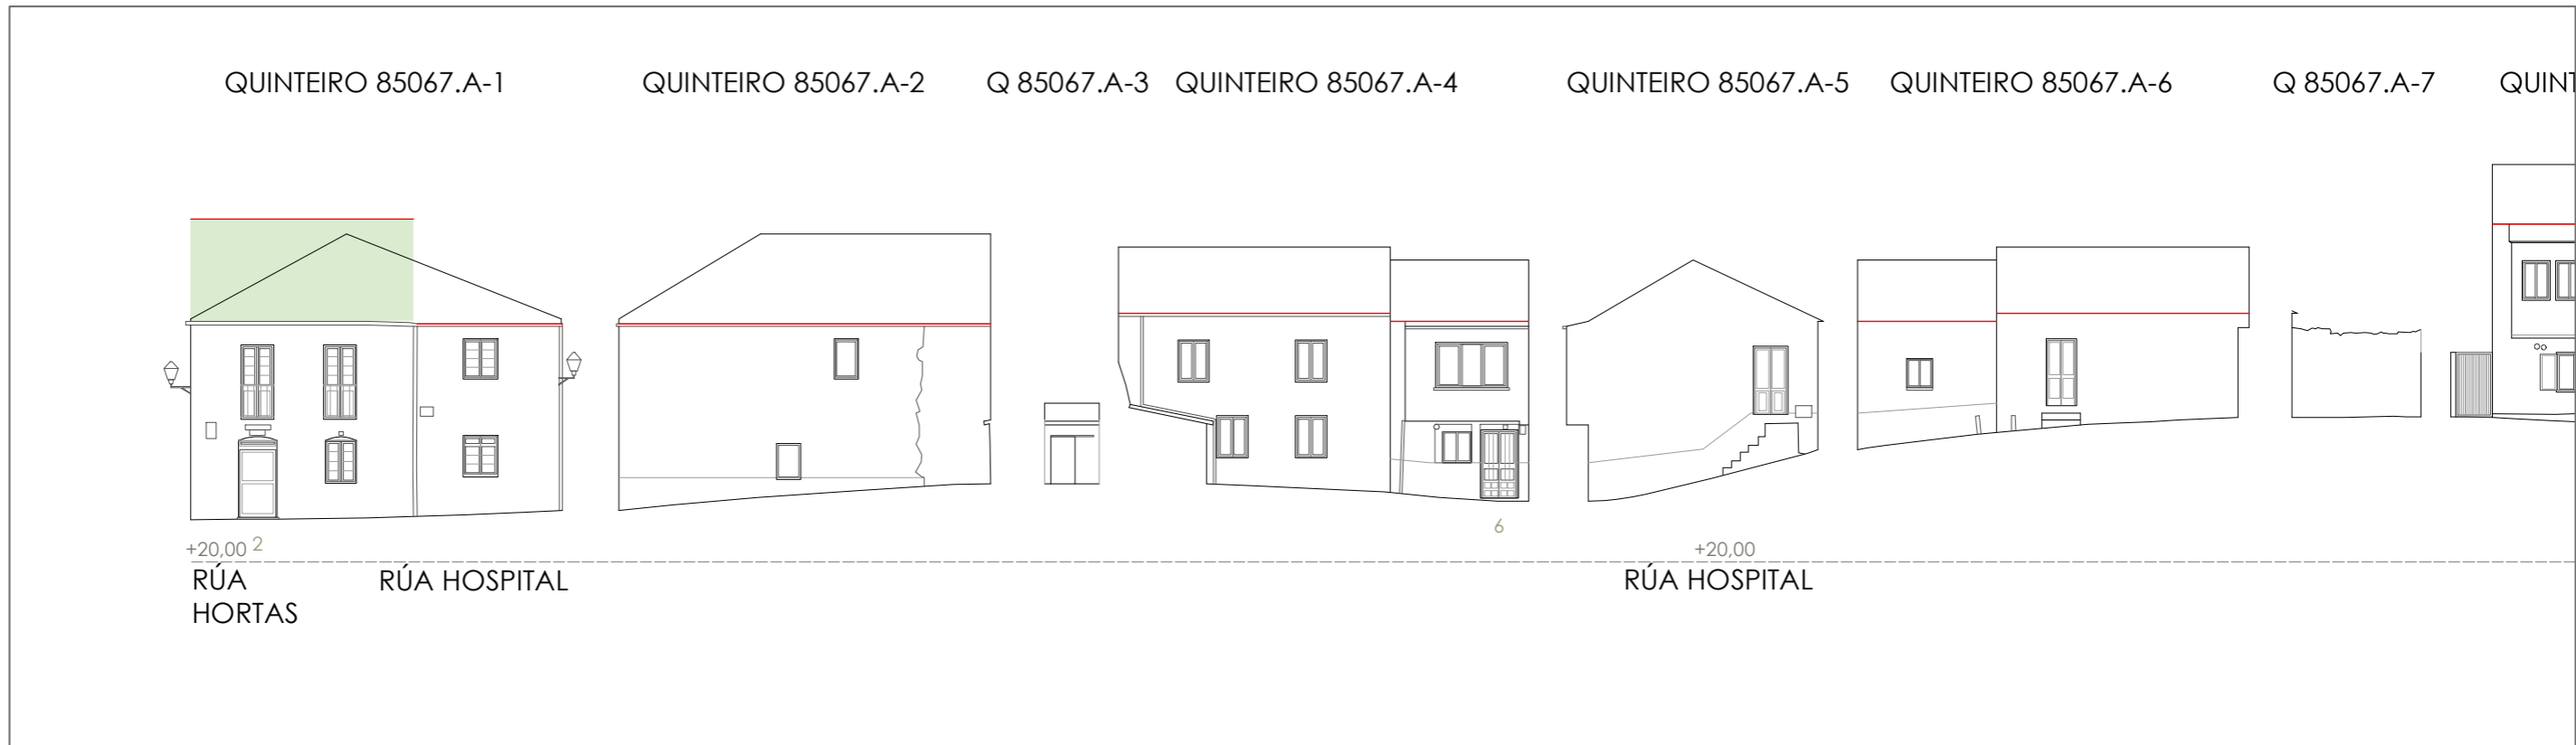 QUINTEIRO 85067.A-1
QUINTEIRO 85067.A-2
Q 85067.A-3
QUINTEIRO 85067.A-4
QUINTEIRO 85067.A-5
QUINTEIRO 85067.A-6
Q 85067.A-7
QUINT
6
+20,00 2
+20,00
RÚA
HORTAS
RÚA HOSPITAL
RÚA HOSPITAL